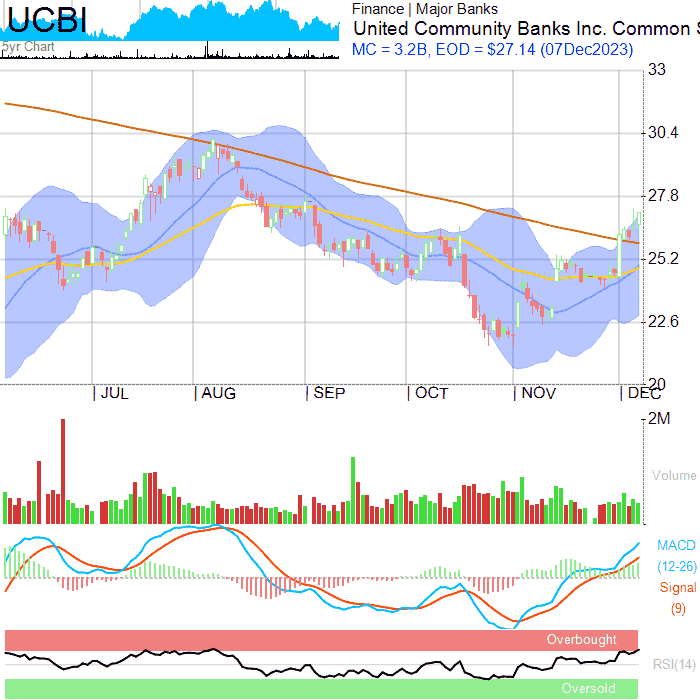 UCBI
5yr Chart
Finance | Major Banks
United Community Banks Inc. Common S
MC = 3.2B, EOD = $27.14 (07Dec2023)
33
30.4
27.8
25.2
22.6
20
JUL AUG SEP OCT NOV DEC
2M
Volume
MACD
(12-26)
Signal
(9)
Overbought
RSI(14)
Oversold